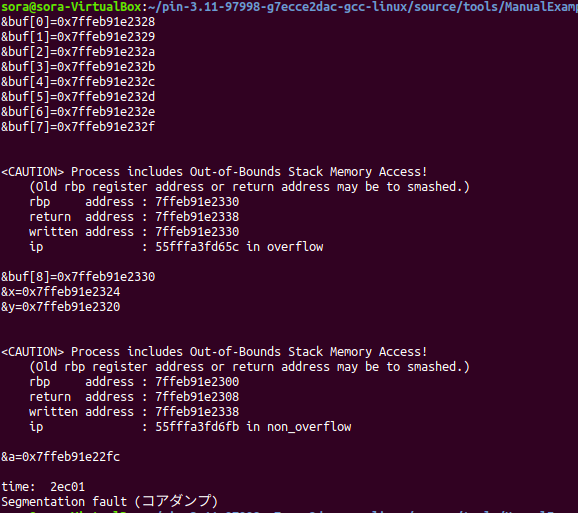 sora@sora-VirtualBox:~/pin-3.11-97998-g7ecce2dac-gcc-linux/source/tools/ManualExamp
&buf[0]=0x7ffeb91e2328
&buf[1]=0x7ffeb91e2329
&buf[2]=0x7ffeb91e232a
&buf[3]=0x7ffeb91e232b
&buf[4]=0x7ffeb91e232c
&buf[5]=0x7ffeb91e232d
&buf[6]=0x7ffeb91e232e
&buf[7]=0x7ffeb91e232f
<CAUTION> Process includes Out-of-Bounds Stack Memory Access!
(Old rbp register address or return address may be to smashed.)
rbp     address : 7ffeb91e2330
return  address : 7ffeb91e2338
written address : 7ffeb91e2330
ip              : 55fffa3fd65c in overflow
&buf[8]=0x7ffeb91e2330
&x=0x7ffeb91e2324
&y=0x7ffeb91e2320
<CAUTION> Process includes Out-of-Bounds Stack Memory Access!
(Old rbp register address or return address may be to smashed.)
rbp     address : 7ffeb91e2300
return  address : 7ffeb91e2308
written address : 7ffeb91e2338
ip              : 55fffa3fd6fb in non_overflow
&a=0x7ffeb91e22fc
time:  2ec01
Segmentation fault (コアダンプ)